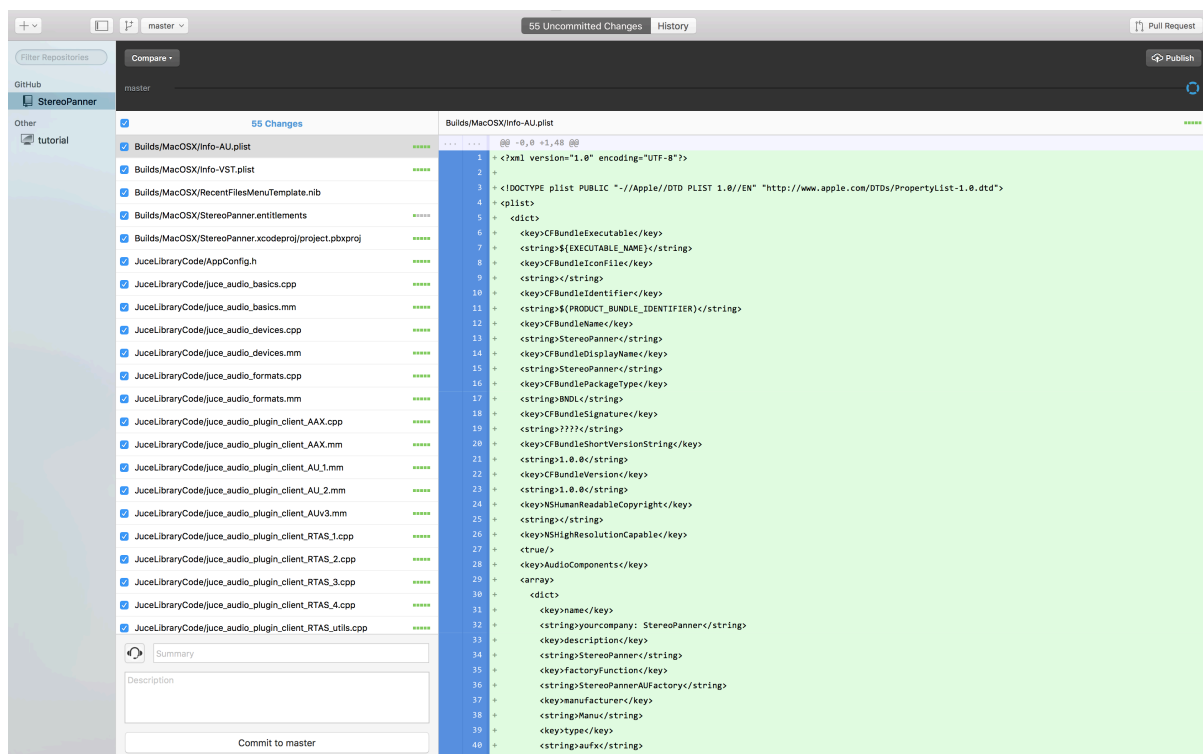 master
55 Uncommitted Changes
History
Pull Request
Filter Repositories
GitHub
StereoPanner
Other
tutorial
Compare
Publish
master
55 Changes
Builds/MacOSX/Info-AU.plist
Builds/MacOSX/Info-VST.plist
Builds/MacOSX/RecentFilesMenuTemplate.nib
Builds/MacOSX/StereoPanner.entitlements
Builds/MacOSX/StereoPanner.xcodeproj/project.pbxproj
JuceLibraryCode/AppConfig.h
JuceLibraryCode/juce_audio_basics.cpp
JuceLibraryCode/juce_audio_basics.mm
JuceLibraryCode/juce_audio_devices.cpp
JuceLibraryCode/juce_audio_devices.mm
JuceLibraryCode/juce_audio_formats.cpp
JuceLibraryCode/juce_audio_formats.mm
JuceLibraryCode/juce_audio_plugin_client_AAX.cpp
JuceLibraryCode/juce_audio_plugin_client_AAX.mm
JuceLibraryCode/juce_audio_plugin_client_AU_1.mm
JuceLibraryCode/juce_audio_plugin_client_AU_2.mm
JuceLibraryCode/juce_audio_plugin_client_AUv3.mm
JuceLibraryCode/juce_audio_plugin_client_RTAS_1.cpp
JuceLibraryCode/juce_audio_plugin_client_RTAS_2.cpp
JuceLibraryCode/juce_audio_plugin_client_RTAS_3.cpp
JuceLibraryCode/juce_audio_plugin_client_RTAS_4.cpp
JuceLibraryCode/juce_audio_plugin_client_RTAS_utils.cpp
Summary
Description
Commit to master
Builds/MacOSX/Info-AU.plist
... ... @@ -0,0 +1,48 @@
1 + <?xml version="1.0" encoding="UTF-8"?>
2 +
3 + <!DOCTYPE plist PUBLIC "-//Apple//DTD PLIST 1.0//EN" "http://www.apple.com/DTDs/PropertyList-1.0.dtd">
4 + <plist>
5 + <dict>
6 + <key>CFBundleExecutable</key>
7 + <string>${EXECUTABLE_NAME}</string>
8 + <key>CFBundleIconFile</key>
9 + <string></string>
10 + <key>CFBundleIdentifier</key>
11 + <string>$(PRODUCT_BUNDLE_IDENTIFIER)</string>
12 + <key>CFBundleName</key>
13 + <string>StereoPanner</string>
14 + <key>CFBundleDisplayName</key>
15 + <string>StereoPanner</string>
16 + <key>CFBundlePackageType</key>
17 + <string>BNDL</string>
18 + <key>CFBundleSignature</key>
19 + <string>????</string>
20 + <key>CFBundleShortVersionString</key>
21 + <string>1.0.0</string>
22 + <key>CFBundleVersion</key>
23 + <string>1.0.0</string>
24 + <key>NSHumanReadableCopyright</key>
25 + <string></string>
26 + <key>NSHighResolutionCapable</key>
27 + <true/>
28 + <key>AudioComponents</key>
29 + <array>
30 + <dict>
31 + <key>name</key>
32 + <string>yourcompany: StereoPanner</string>
33 + <key>description</key>
34 + <string>StereoPanner</string>
35 + <key>factoryFunction</key>
36 + <string>StereoPannerAUFactory</string>
37 + <key>manufacturer</key>
38 + <string>Manu</string>
39 + <key>type</key>
40 + <string>aufx</string>